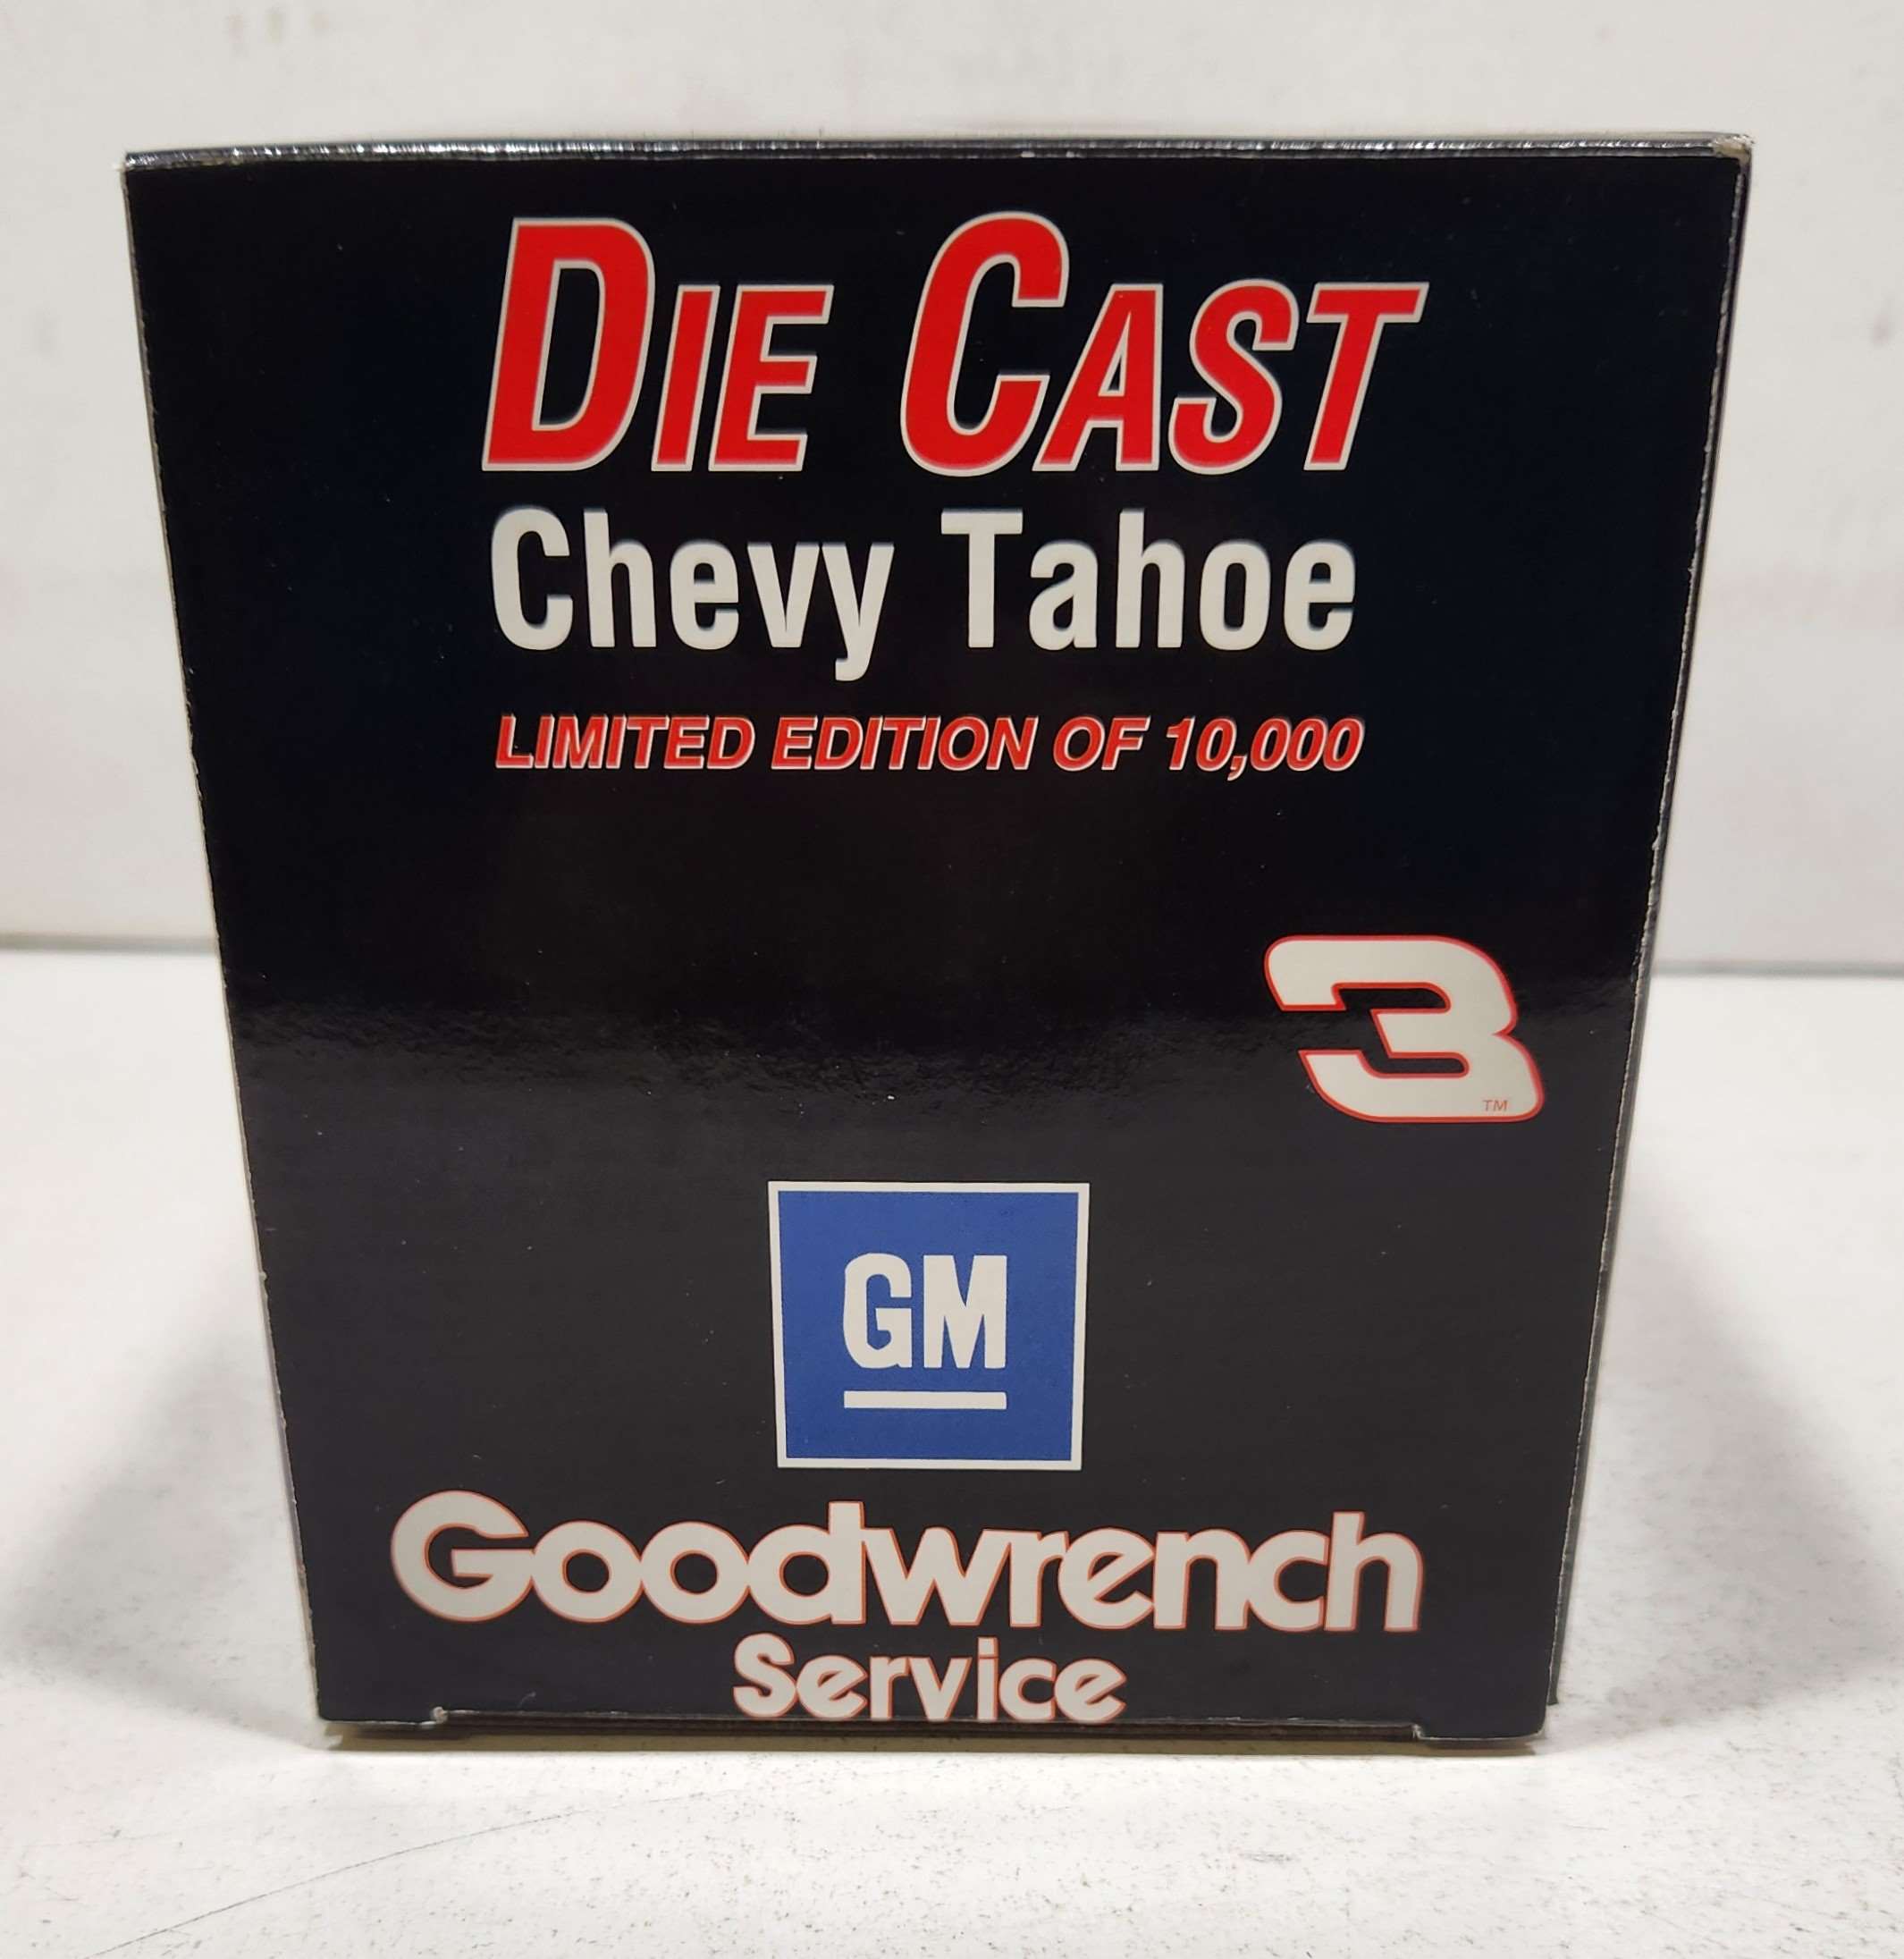 DIE CAST
Chevy Tahoe
LIMITED EDITION OF 10,000
3
TM
GM
Goodwrench
Service